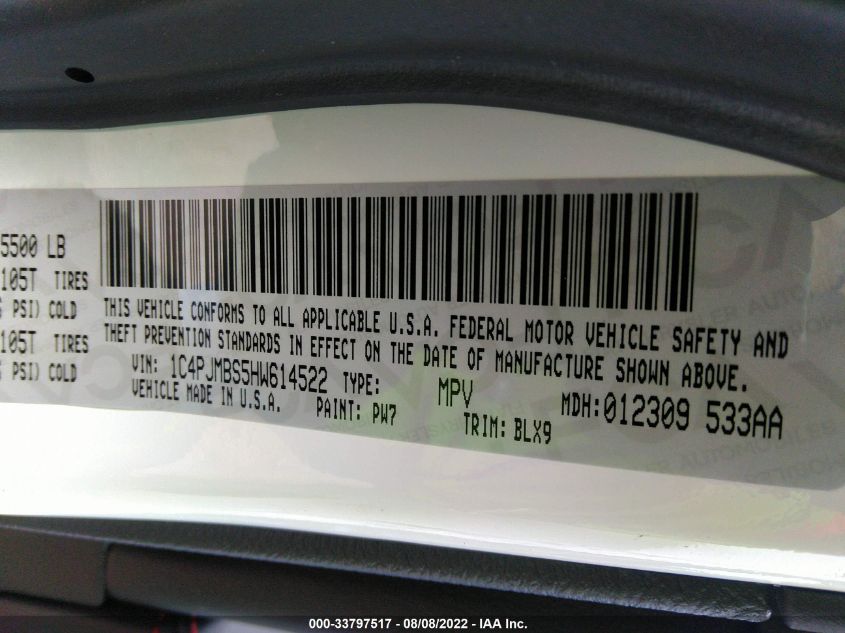 5500 LB
105T TIRES
PSI) COLD
105T TIRES
PSI) COLD
THIS VEHICLE CONFORMS TO ALL APPLICABLE U.S.A. FEDERAL MOTOR VEHICLE SAFETY AND
THEFT PREVENTION STANDARDS IN EFFECT ON THE DATE OF MANUFACTURE SHOWN ABOVE.
VIN: 1C4PJMBS5HW614522 TYPE: MPV MDH:012309 533AA
VEHICLE MADE IN U.S.A. PAINT: PW7 TRIM: BLX9
000-33797517 - 08/08/2022 - IAA Inc.